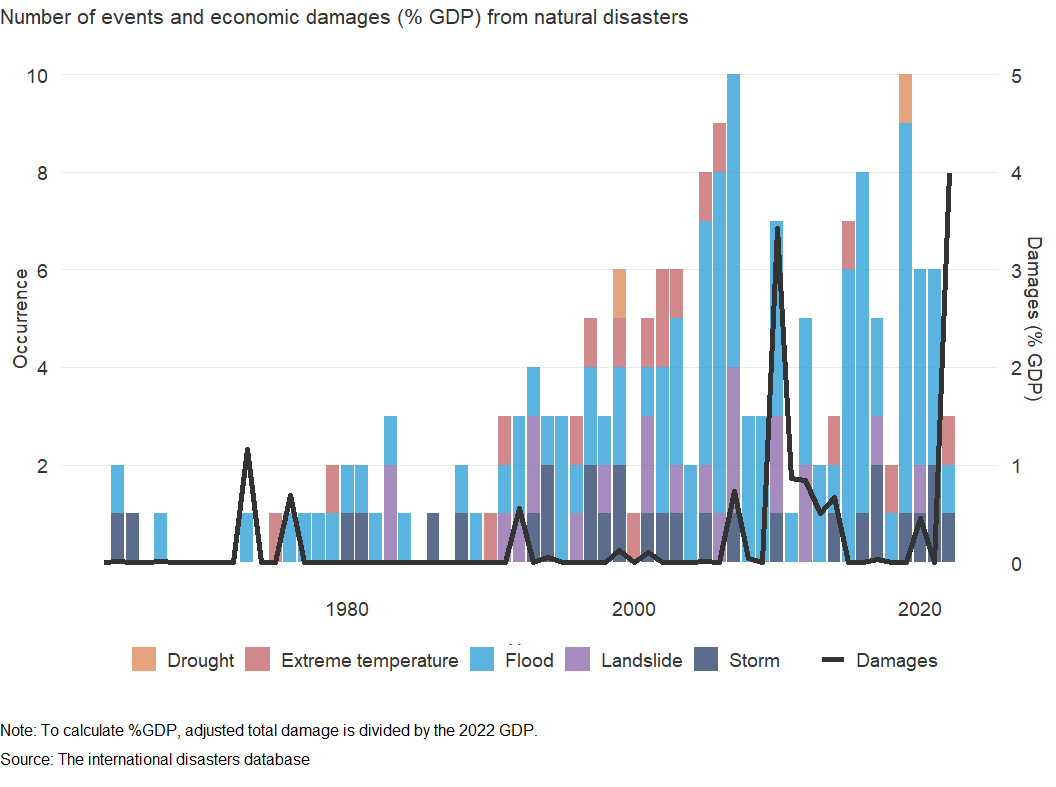 Number of events and economic damages (% GDP) from natural disasters
10
8
6
4
2
Occurrence
5
4
3
2
1
0
Damages (% GDP)
1980 2000 2020
Drought Extreme temperature Flood Landslide Storm Damages
Note: To calculate %GDP, adjusted total damage is divided by the 2022 GDP.
Source: The international disasters database